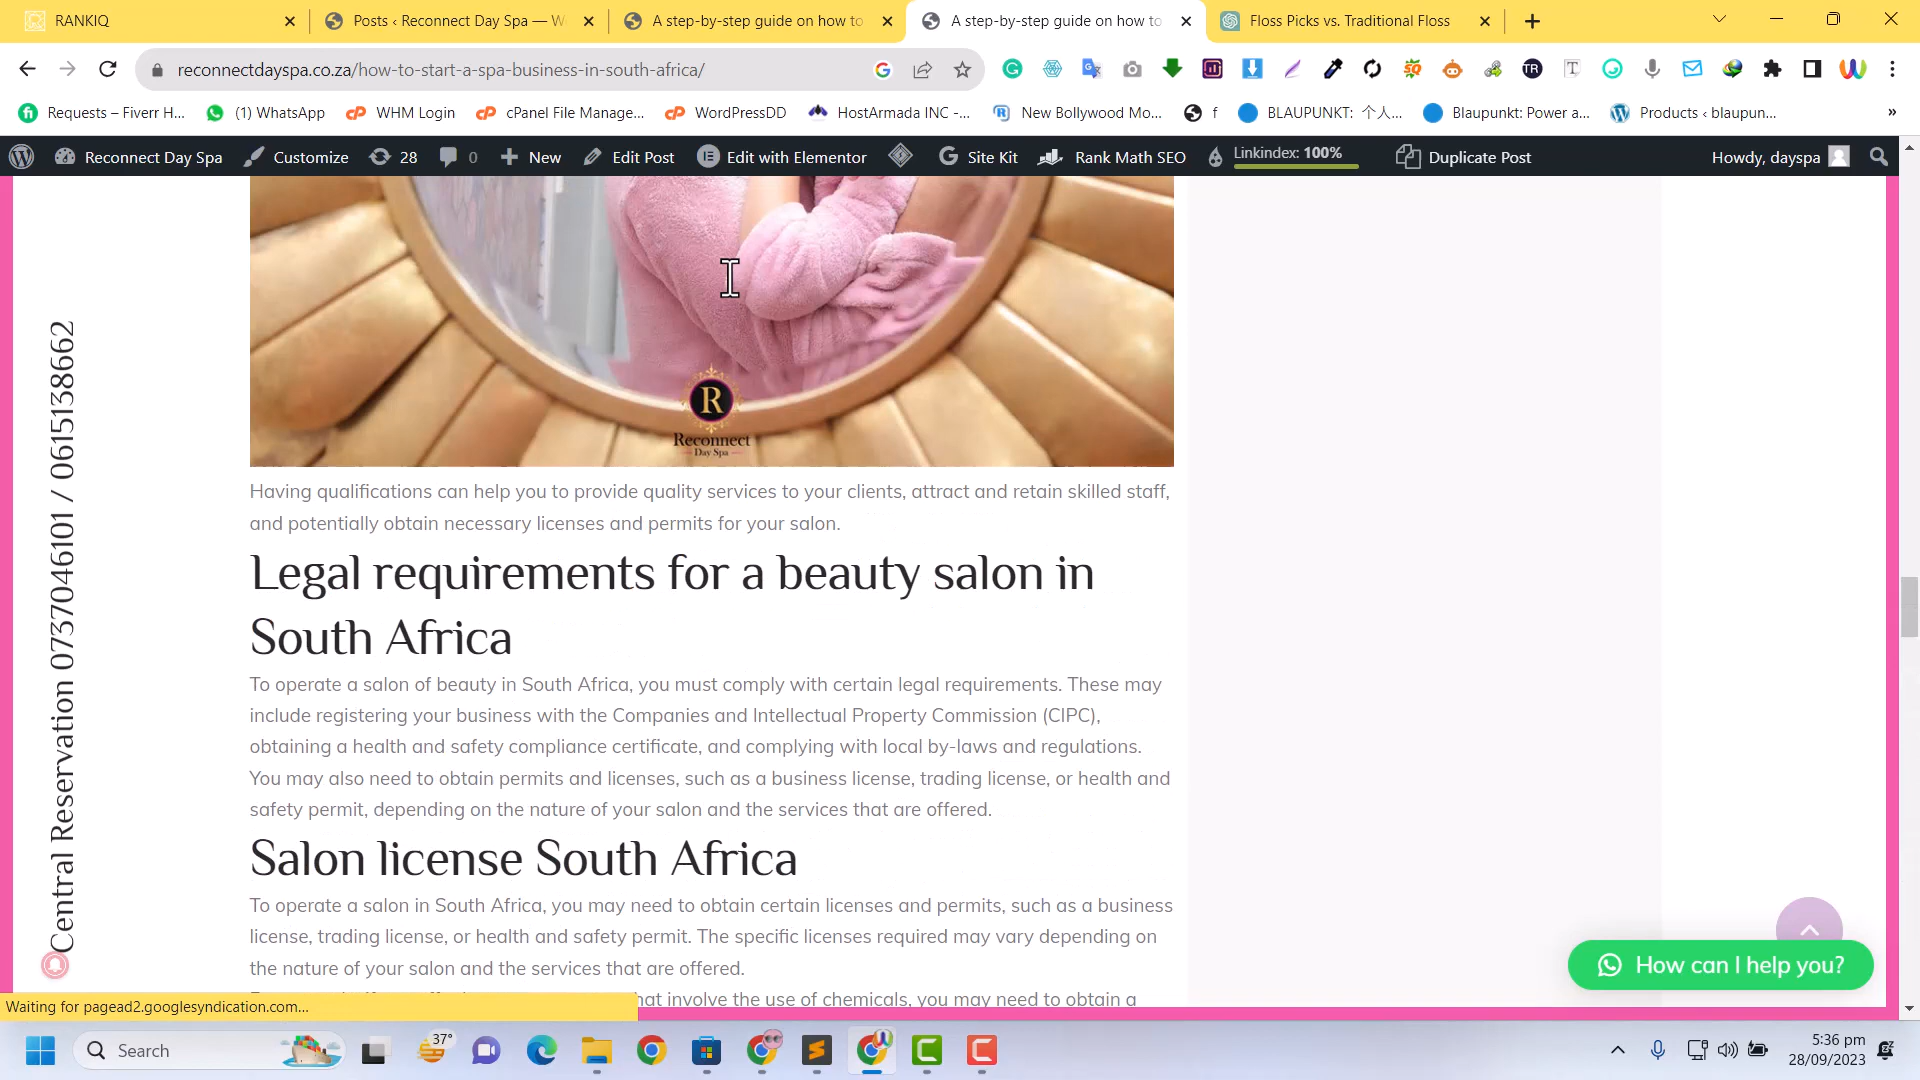 RANKIQ
Posts ‹ Reconnect Day Spa — W
A step-by-step guide on how to
A step-by-step guide on how to
Floss Picks vs. Traditional Floss
reconnectdayspa.co.za/how-to-start-a-spa-business-in-south-africa/
Requests – Fiverr H...
(1) WhatsApp
WHM Login
cPanel File Manage...
WordPressDD
HostArmada INC -...
New Bollywood Mo...
f
BLAUPUNKT: 个人...
Blaupunkt: Power a...
Products ‹ blaupun...
»
Reconnect Day Spa
Customize
28
0
New
Edit Post
Edit with Elementor
Site Kit
Rank Math SEO
Linkindex: 100%
Duplicate Post
Howdy, dayspa
Central Reservation 0737046101 / 0615138662
R
Reconnect
Day Spa
Having qualifications can help you to provide quality services to your clients, attract and retain skilled staff,
and potentially obtain necessary licenses and permits for your salon.
Legal requirements for a beauty salon in
South Africa
To operate a salon of beauty in South Africa, you must comply with certain legal requirements. These may
include registering your business with the Companies and Intellectual Property Commission (CIPC),
obtaining a health and safety compliance certificate, and complying with local by-laws and regulations.
You may also need to obtain permits and licenses, such as a business license, trading license, or health and
safety permit, depending on the nature of your salon and the services that are offered.
Salon license South Africa
To operate a salon in South Africa, you may need to obtain certain licenses and permits, such as a business
license, trading license, or health and safety permit. The specific licenses required may vary depending on
the nature of your salon and the services that are offered.
hat involve the use of chemicals, you may need to obtain a
How can I help you?
Waiting for pagead2.googlesyndication.com...
Search
37°
5:36 pm
28/09/2023